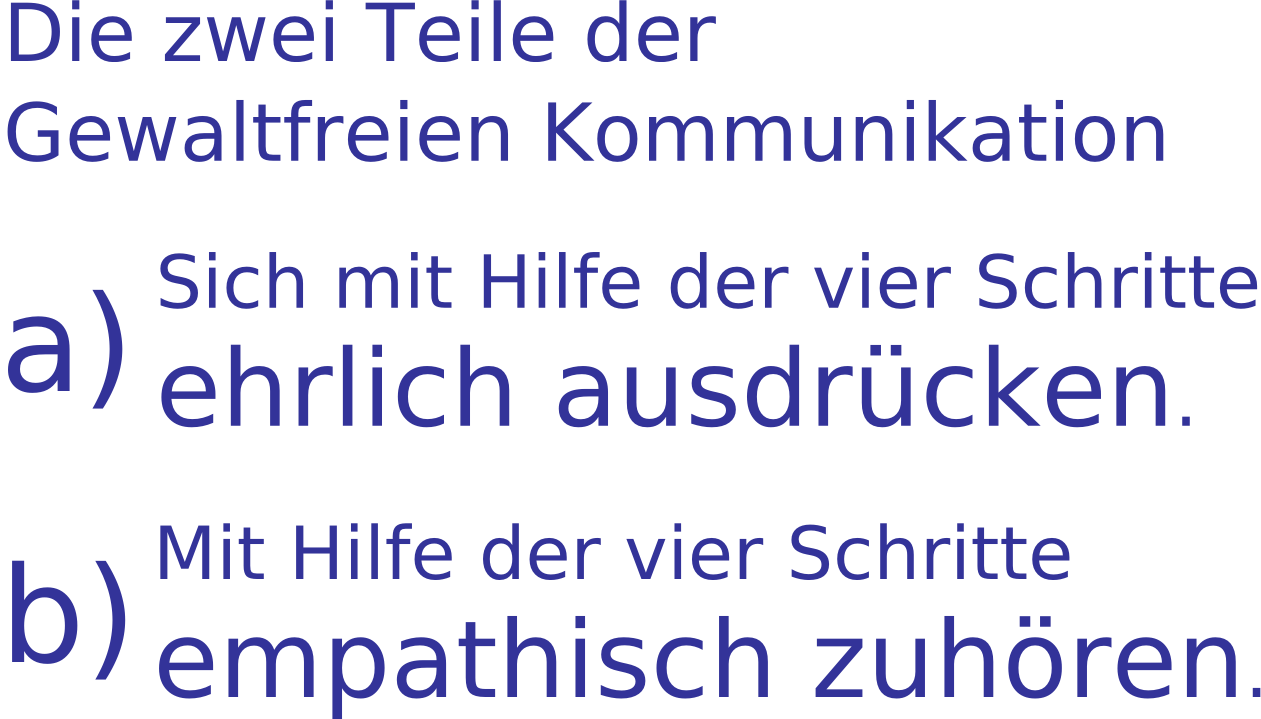 Die zwei Teile der
Gewaltfreien Kommunikation
a) Sich mit Hilfe der vier Schritte
ehrlich ausdrücken.
b) Mit Hilfe der vier Schritte
empathisch zuhören.